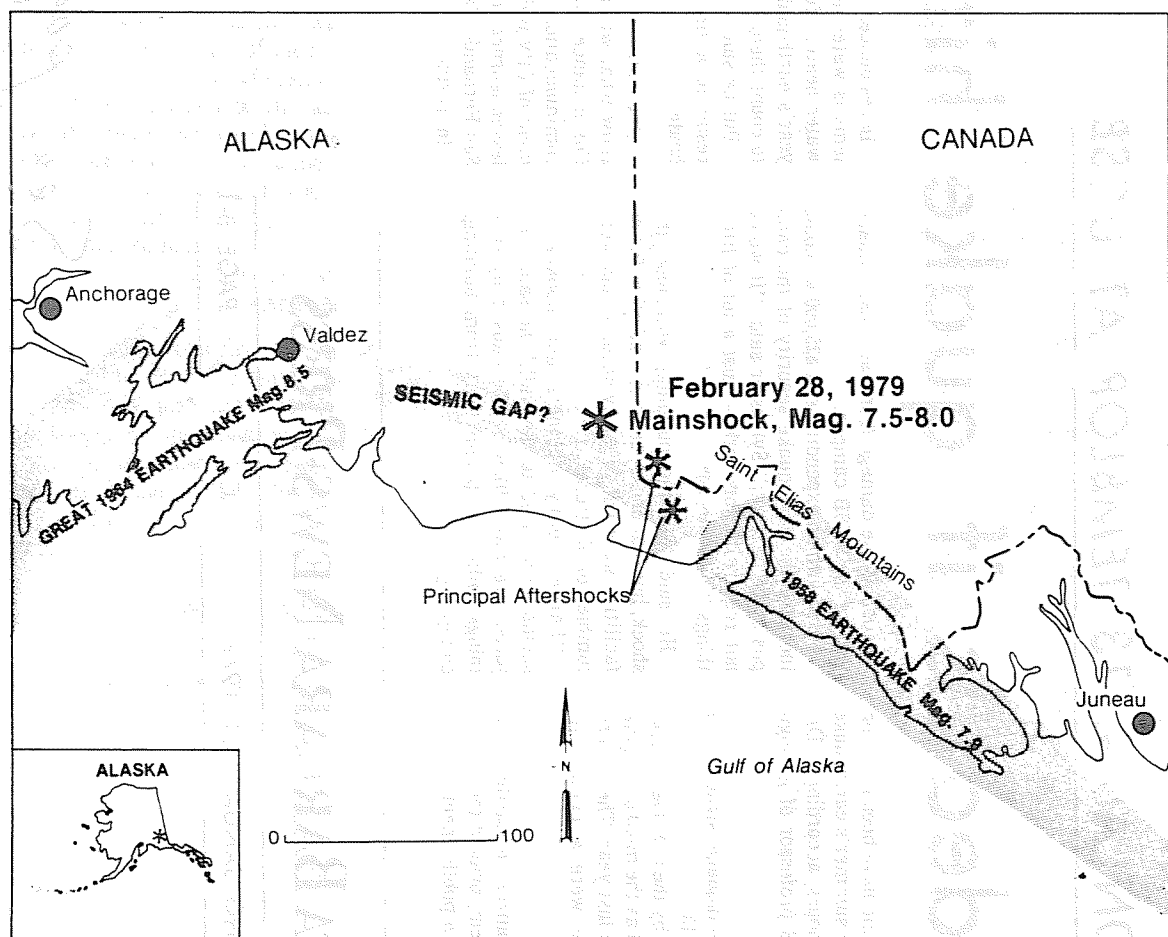 ALASKA
CANADA
Anchorage
Valdez
GREAT 1964 EARTHQUAKE Mag.8.5
SEISMIC GAP?
February 28, 1979
Mainshock, Mag. 7.5-8.0
Saint
Elias
Mountains
Principal Aftershocks
1958 EARTHQUAKE Mag. 7.9
Juneau
Gulf of Alaska
N
0
100
ALASKA